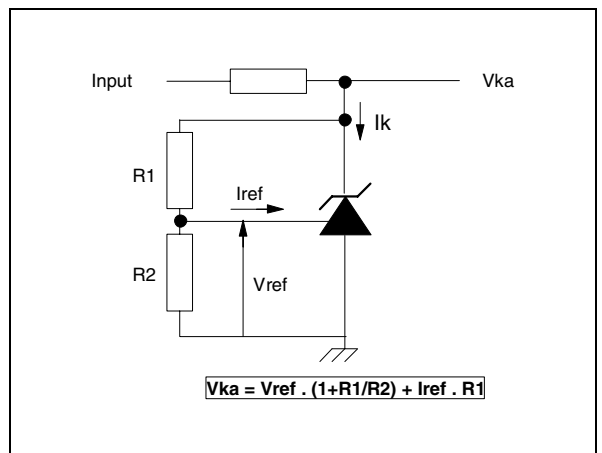 Input
Vka
Ik
R1
Iref
R2
Vref
Vka = Vref . (1+R1/R2) + Iref . R1